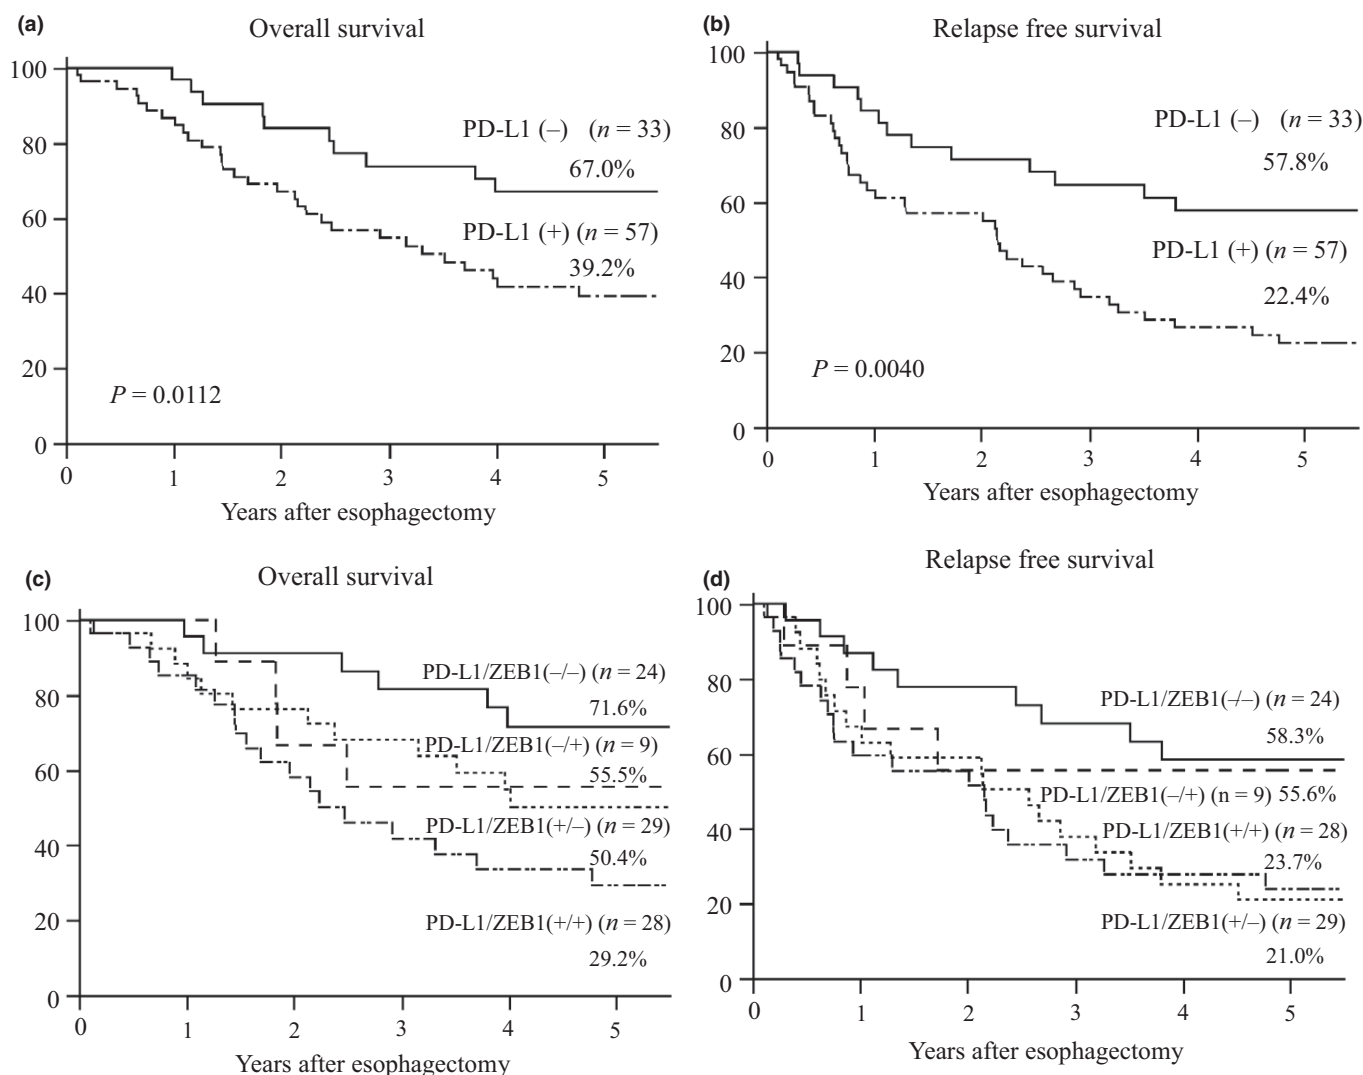 (a)
Overall survival
100
80
60
40
20
0
PD-L1 (–) (n = 33)
67.0%
PD-L1 (+) (n = 57)
39.2%
P = 0.0112
0 1 2 3 4 5
Years after esophagectomy
(b)
Relapse free survival
100
80
60
40
20
0
PD-L1 (–) (n = 33)
57.8%
PD-L1 (+) (n = 57)
22.4%
P = 0.0040
0 1 2 3 4 5
Years after esophagectomy
(c)
Overall survival
100
80
60
40
20
0
PD-L1/ZEB1(–/–) (n = 24)
71.6%
PD-L1/ZEB1(–/+) (n = 9)
55.5%
PD-L1/ZEB1(+/–) (n = 29)
50.4%
PD-L1/ZEB1(+/+) (n = 28)
29.2%
0 1 2 3 4 5
Years after esophagectomy
(d)
Relapse free survival
100
80
60
40
20
0
PD-L1/ZEB1(–/–) (n = 24)
58.3%
PD-L1/ZEB1(–/+) (n = 9) 55.6%
PD-L1/ZEB1(+/+) (n = 28)
23.7%
PD-L1/ZEB1(+/–) (n = 29)
21.0%
0 1 2 3 4 5
Years after esophagectomy